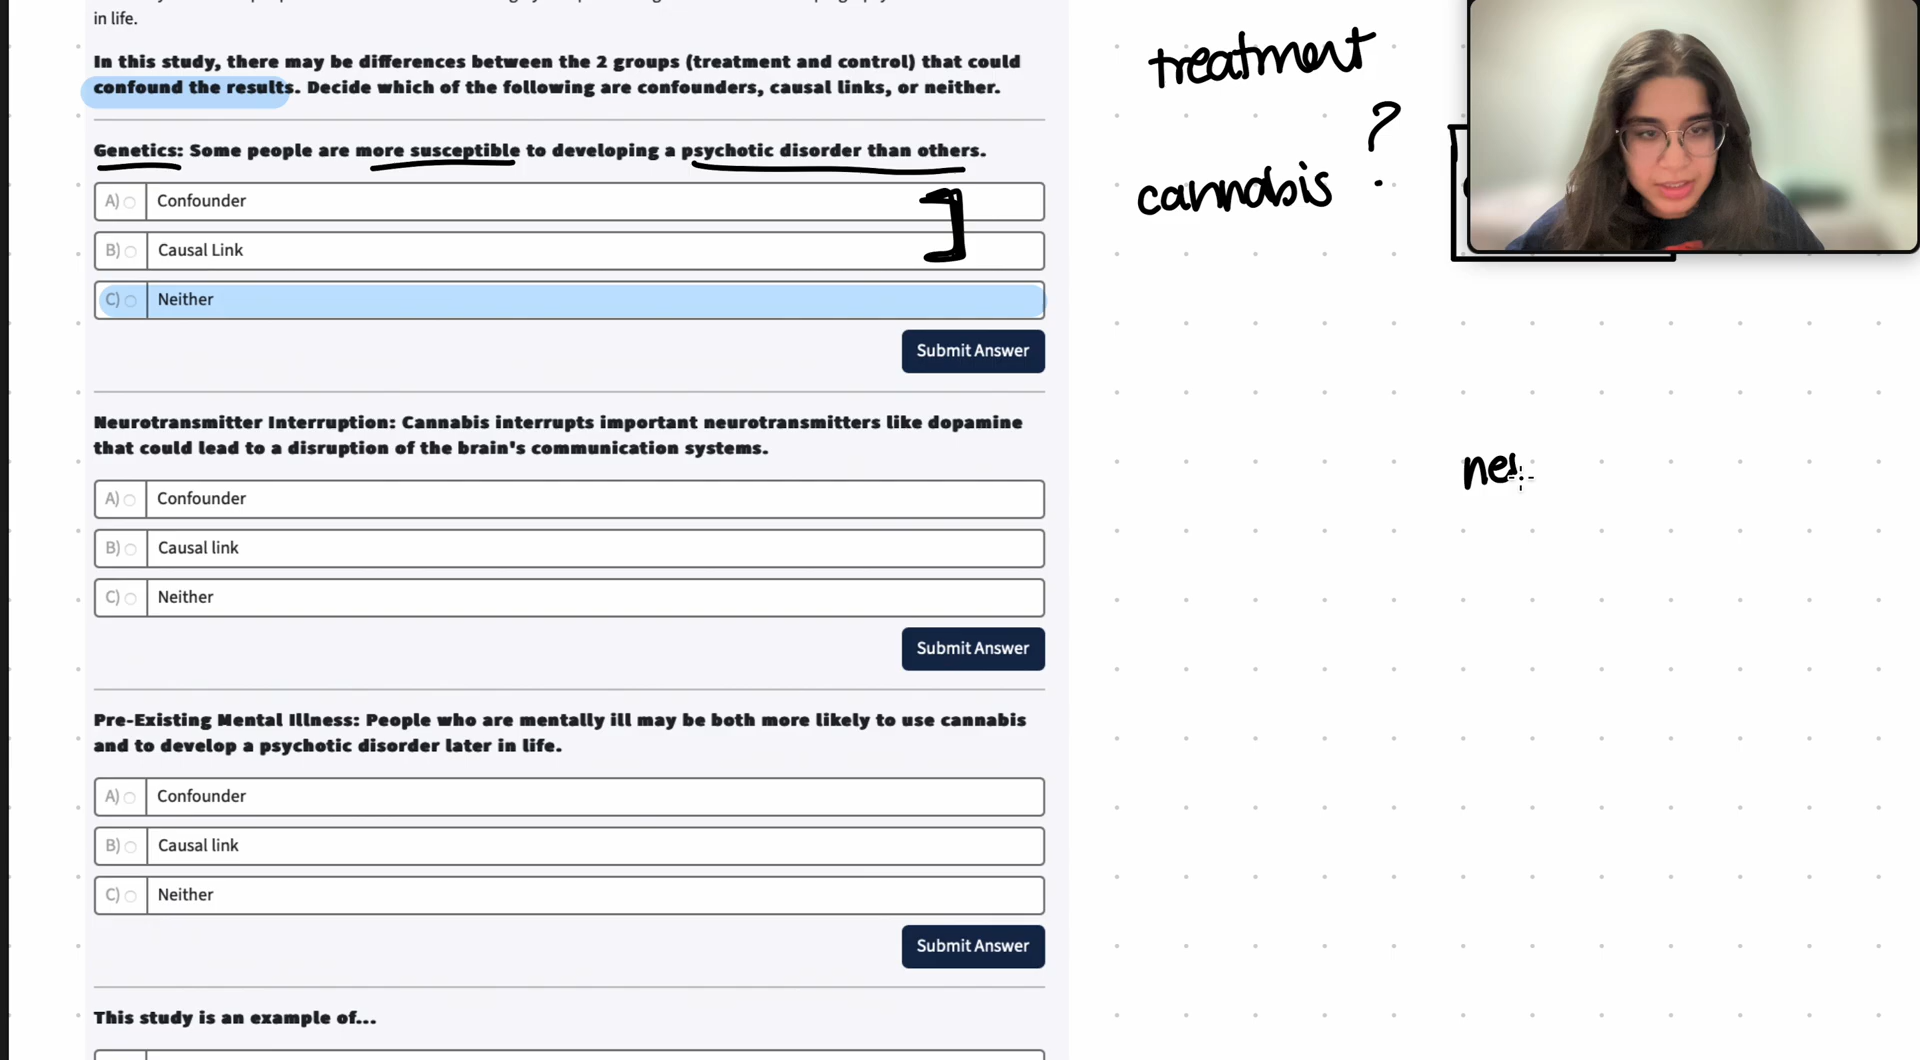 in life.
In this study, there may be differences between the 2 groups (treatment and control) that could
confound the results. Decide which of the following are confounders, causal links, or neither.
Genetics: Some people are more susceptible to developing a psychotic disorder than others.
A) Confounder
B) Causal Link
C) Neither
Submit Answer
Neurotransmitter Interruption: Cannabis interrupts important neurotransmitters like dopamine
that could lead to a disruption of the brain's communication systems.
A) Confounder
B) Causal link
C) Neither
Submit Answer
Pre-Existing Mental Illness: People who are mentally ill may be both more likely to use cannabis
and to develop a psychotic disorder later in life.
A) Confounder
B) Causal link
C) Neither
Submit Answer
This study is an example of...
treatment
?
cannabis